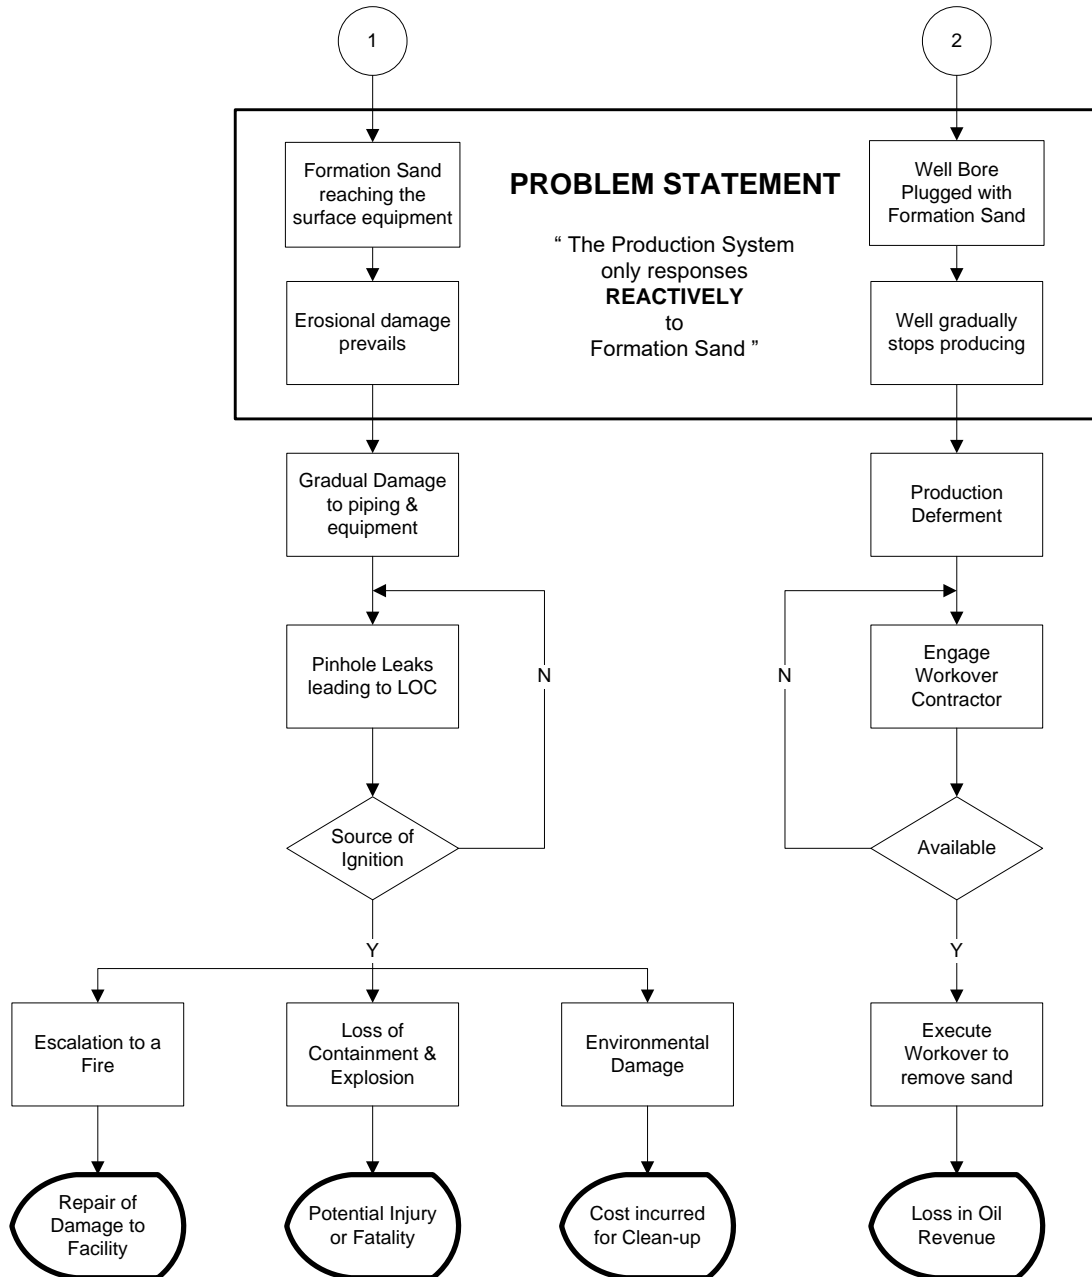 1
2
Formation Sand
reaching the
surface equipment
PROBLEM STATEMENT
“ The Production System
only responses
REACTIVELY
to
Formation Sand ”
Well Bore
Plugged with
Formation Sand
Erosional damage
prevails
Well gradually
stops producing
Gradual Damage
to piping &
equipment
Production
Deferment
Pinhole Leaks
leading to LOC
N
N
Engage
Workover
Contractor
Source of
Ignition
Available
Y
Y
Escalation to a
Fire
Loss of
Containment &
Explosion
Environmental
Damage
Execute
Workover to
remove sand
Repair of
Damage to
Facility
Potential Injury
or Fatality
Cost incurred
for Clean-up
Loss in Oil
Revenue